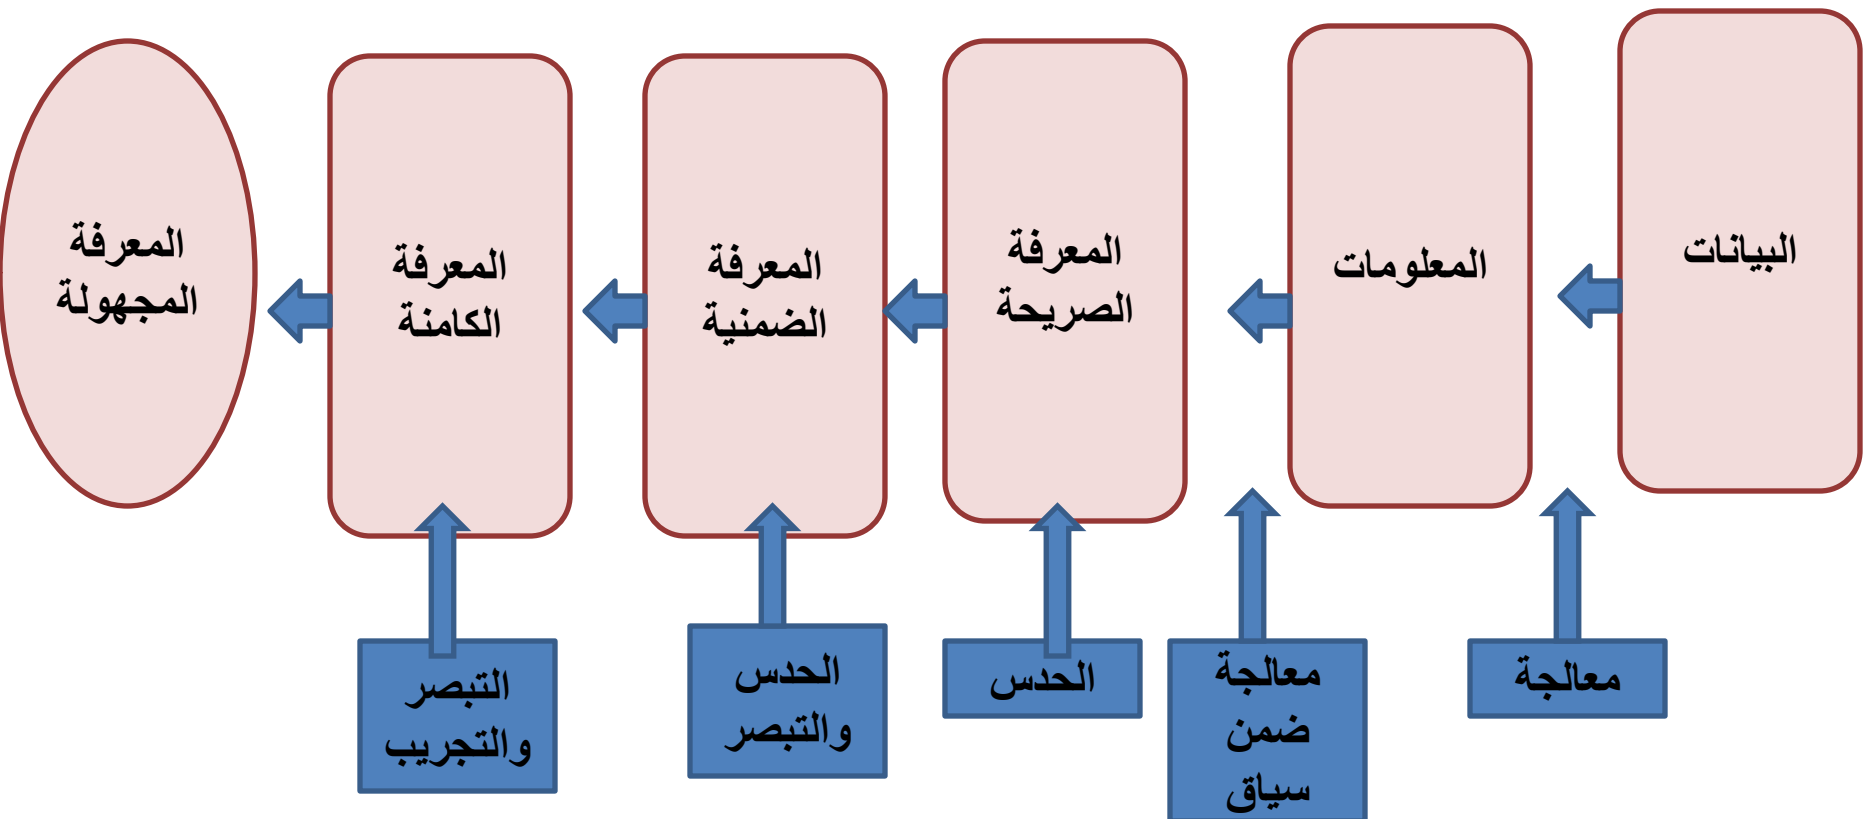 البيانات
المعلومات
المعرفة
الصريحة
المعرفة
الضمنية
المعرفة
الكامنة
المعرفة
المجهولة
معالجة
معالجة
ضمن
سياق
الحدس
الحدس
والتبصر
التبصر
والتجريب